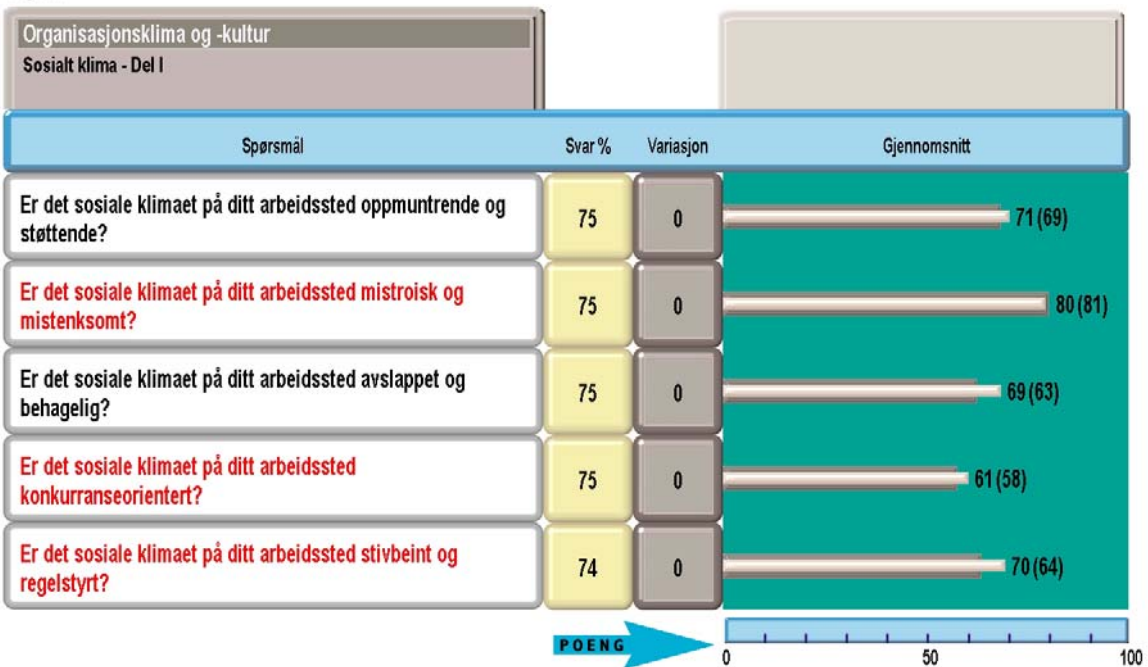 Organisasjonsklima og -kultur
Sosialt klima - Del I
Spørsmål Svar % Variasjon Gjennomsnitt
Er det sosiale klimaet på ditt arbeidssted oppmuntrende og
støttende?
75 0 71 (69)
Er det sosiale klimaet på ditt arbeidssted mistroisk og
mistenksomt?
75 0 80 (81)
Er det sosiale klimaet på ditt arbeidssted avslappet og
behagelig?
75 0 69 (63)
Er det sosiale klimaet på ditt arbeidssted
konkurranseorientert?
75 0 61 (58)
Er det sosiale klimaet på ditt arbeidssted stivbeint og
regelstyrt?
74 0 70 (64)
POENG
0 50 100